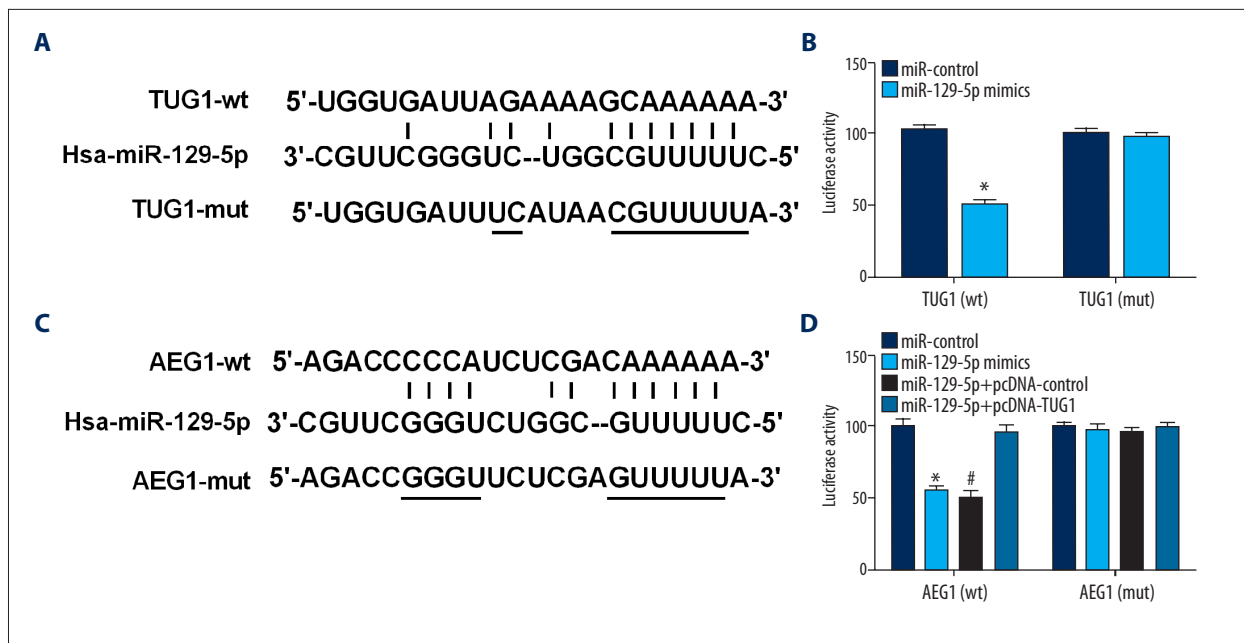 A
TUG1-wt 5'-UGGUGAUUAGAAAAGCAAAAAA-3'
Hsa-miR-129-5p 3'-CGUUCGGGUC--UGGCGUUUUUC-5'
TUG1-mut 5'-UGGUGAUUUCAUAACGUUUUUA-3'
B
miR-control
miR-129-5p mimics
Luciferase activity
150
100
50
0
*
TUG1 (wt) TUG1 (mut)
C
AEG1-wt 5'-AGACCCCCAUCUCGACAAAAAA-3'
Hsa-miR-129-5p 3'-CGUUCGGGUCUGGC--GUUUUUC-5'
AEG1-mut 5'-AGACCGGGUUCUCGAGUUUUUA-3'
D
miR-control
miR-129-5p mimics
miR-129-5p+pcDNA-control
miR-129-5p+pcDNA-TUG1
Luciferase activity
150
100
50
0
* #
AEG1 (wt) AEG1 (mut)